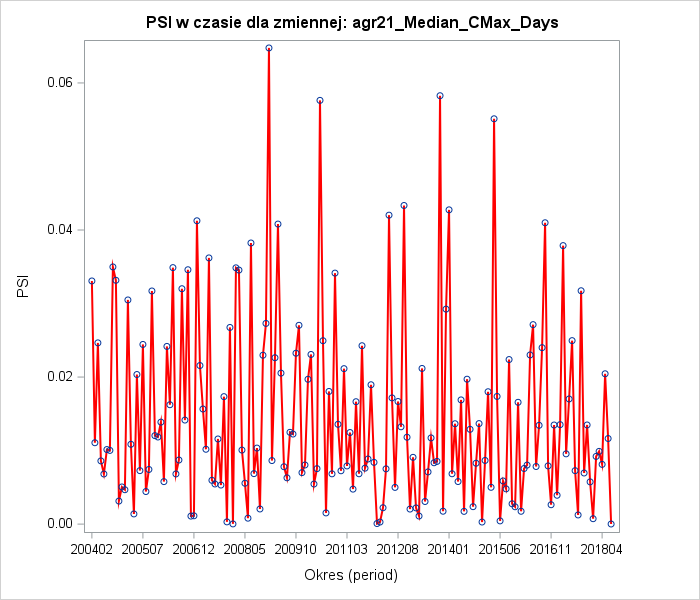 PSI w czasie dla zmiennej: agr21_Median_CMax_Days
0.06
0.04
0.02
0.00
PSI
200402 200507 200612 200805 200910 201103 201208 201401 201506 201611 201804
Okres (period)